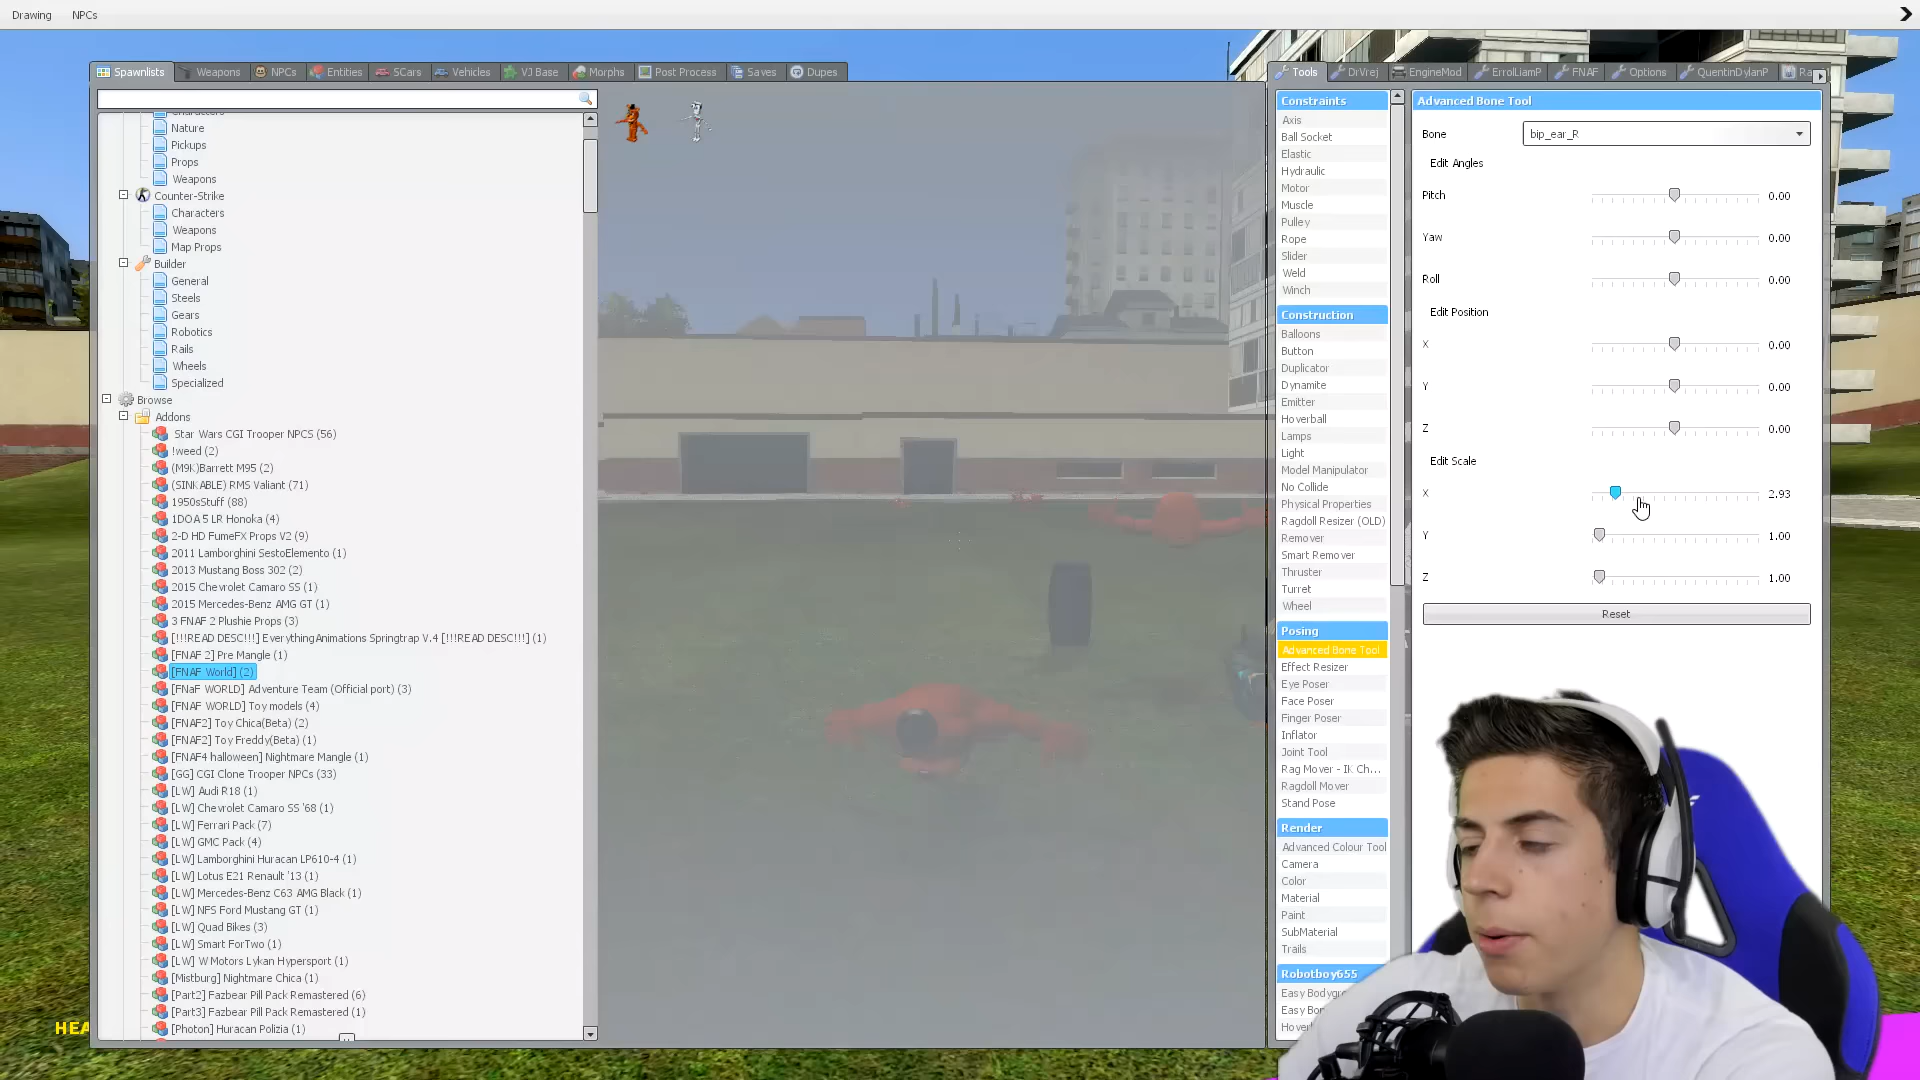 Drawing NPCs
Spawnlists Weapons NPCs Entities SCars Vehicles VJ Base Morphs Post Process Saves Dupes
Nature
Pickups
Props
Weapons
Counter-Strike
Characters
Weapons
Map Props
Builder
General
Steels
Gears
Robotics
Rails
Wheels
Specialized
Browse
Addons
Star Wars CGI Trooper NPCS (56)
!weed (2)
(M9K)Barrett M95 (2)
(SINKABLE) RMS Valiant (71)
1950sStuff (88)
1DOA 5 LR Honoka (4)
2-D HD FumeFX Props V2 (9)
2011 Lamborghini SestoElemento (1)
2013 Mustang Boss 302 (2)
2015 Chevrolet Camaro SS (1)
2015 Mercedes-Benz AMG GT (1)
3 FNAF 2 Plushie Props (3)
[!!!READ DESC!!!] EverythingAnimations Springtrap V.4 [!!!READ DESC!!!] (1)
[FNAF 2] Pre Mangle (1)
[FNAF World] (2)
[FNaF WORLD] Adventure Team (Official port) (3)
[FNAF WORLD] Toy models (4)
[FNAF2] Toy Chica(Beta) (2)
[FNAF2] Toy Freddy(Beta) (1)
[FNAF4 halloween] Nightmare Mangle (1)
[GG] CGI Clone Trooper NPCs (33)
[LW] Audi R18 (1)
[LW] Chevrolet Camaro SS '68 (1)
[LW] Ferrari Pack (7)
[LW] GMC Pack (4)
[LW] Lamborghini Huracan LP610-4 (1)
[LW] Lotus E21 Renault '13 (1)
[LW] Mercedes-Benz C63 AMG Black (1)
[LW] NFS Ford Mustang GT (1)
[LW] Quad Bikes (3)
[LW] Smart ForTwo (1)
[LW] W Motors Lykan Hypersport (1)
[Mistburg] Nightmare Chica (1)
[Part2] Fazbear Pill Pack Remastered (6)
[Part3] Fazbear Pill Pack Remastered (1)
[Photon] Huracan Polizia (1)
HEA
Tools DrVrej EngineMod ErrolLiamP FNAF Options QuentinDylanP Ra
Constraints
Axis
Ball Socket
Elastic
Hydraulic
Motor
Muscle
Pulley
Rope
Slider
Weld
Winch
Construction
Balloons
Button
Duplicator
Dynamite
Emitter
Hoverball
Lamps
Light
Model Manipulator
No Collide
Physical Properties
Ragdoll Resizer (OLD)
Remover
Smart Remover
Thruster
Turret
Wheel
Posing
Advanced Bone Tool
Effect Resizer
Eye Poser
Face Poser
Finger Poser
Inflator
Joint Tool
Rag Mover - IK Ch...
Ragdoll Mover
Stand Pose
Render
Advanced Colour Tool
Camera
Color
Material
Paint
SubMaterial
Trails
Robotboy655
Easy Bodygr
Easy Bon
Hover
Advanced Bone Tool
Bone bip_ear_R
Edit Angles
Pitch 0.00
Yaw 0.00
Roll 0.00
Edit Position
X 0.00
Y 0.00
Z 0.00
Edit Scale
X 2.93
Y 1.00
Z 1.00
Reset